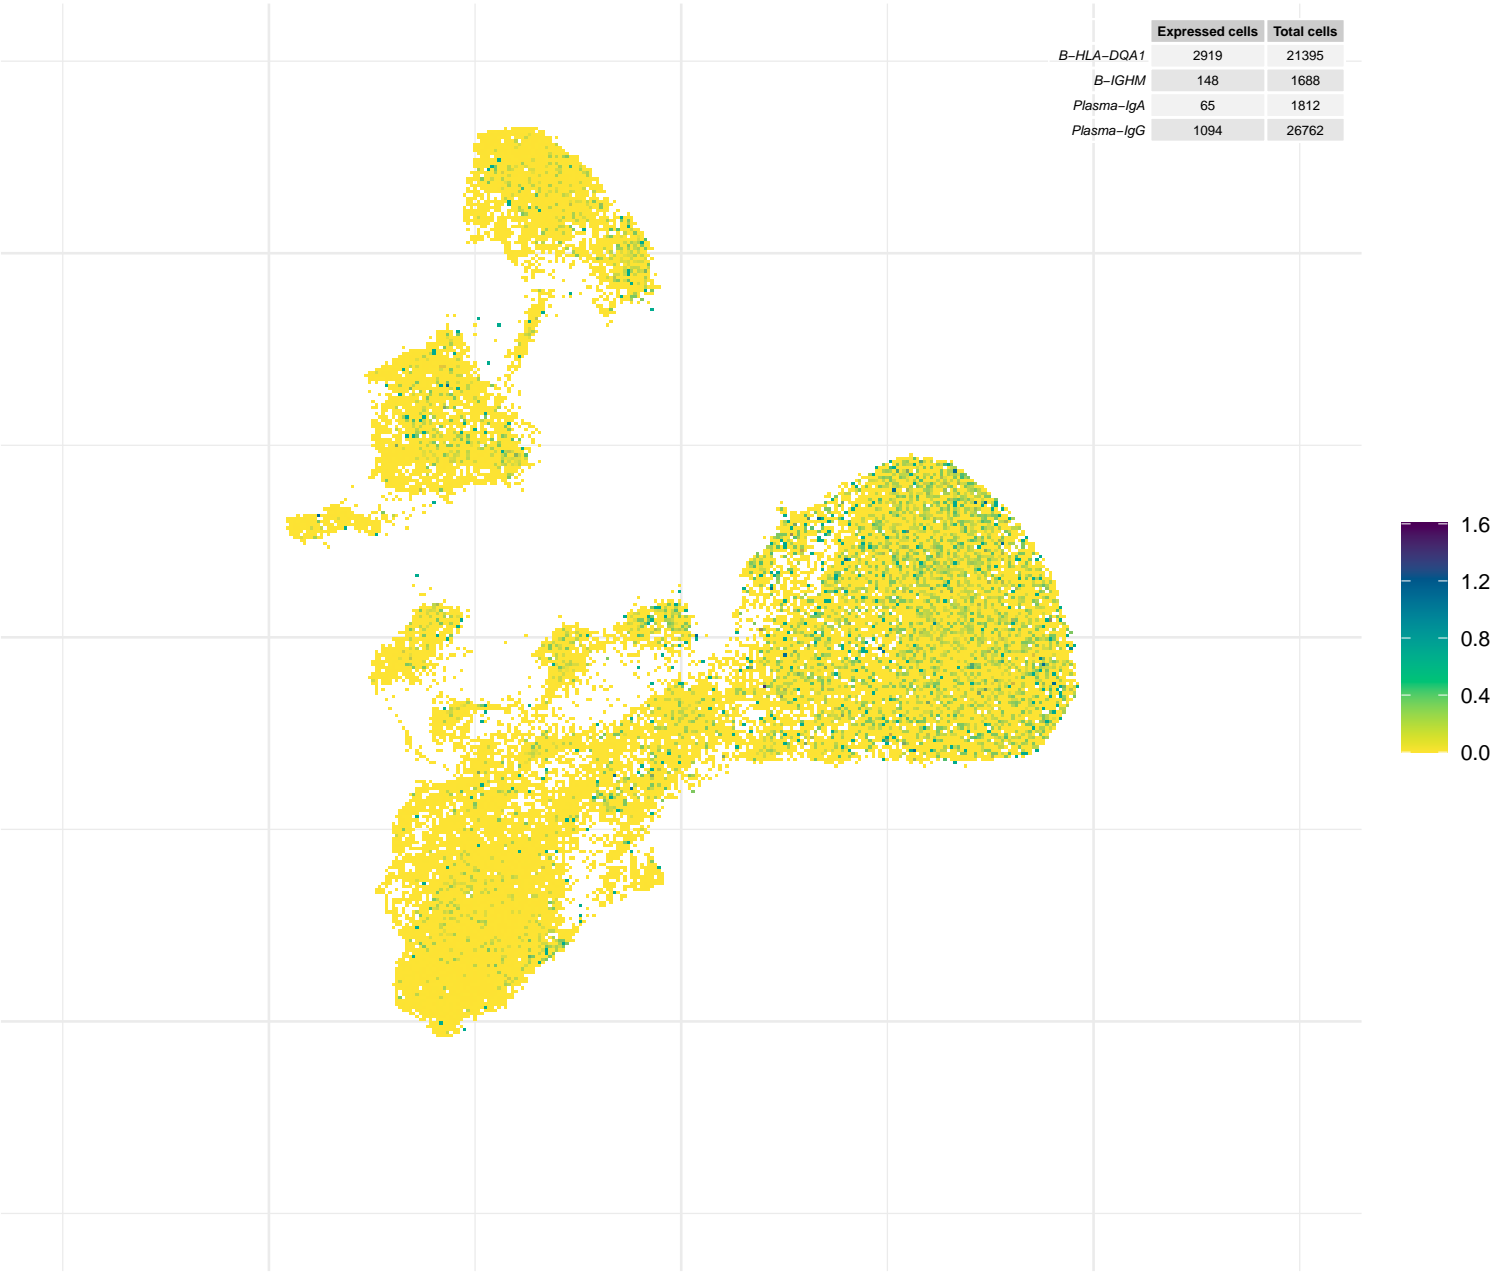 Expressed cells Total cells
B−HLA−DQA1 2919 21395
B−IGHM 148 1688
Plasma−IgA 65 1812
Plasma−IgG 1094 26762
1.6
1.2
0.8
0.4
0.0